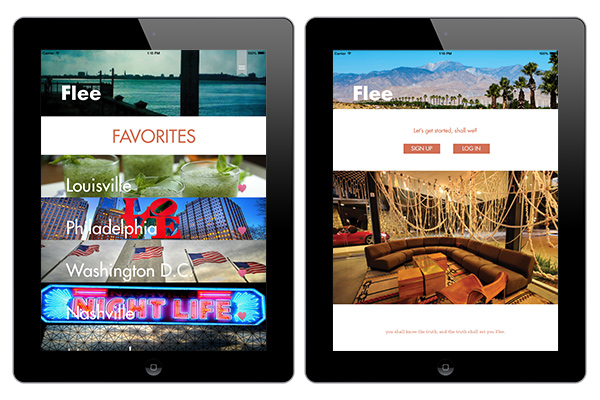 Carrier
1:16 PM
100%
Flee
FAVORITES
Louisville
LOVE
Philadelphia
Washington D.C.
NIGHT LIFE
Nashville
Carrier
1:16 PM
100%
Flee
Let's get started, shall we?
SIGN UP
LOG IN
you shall know the truth, and the truth shall set you Flee.